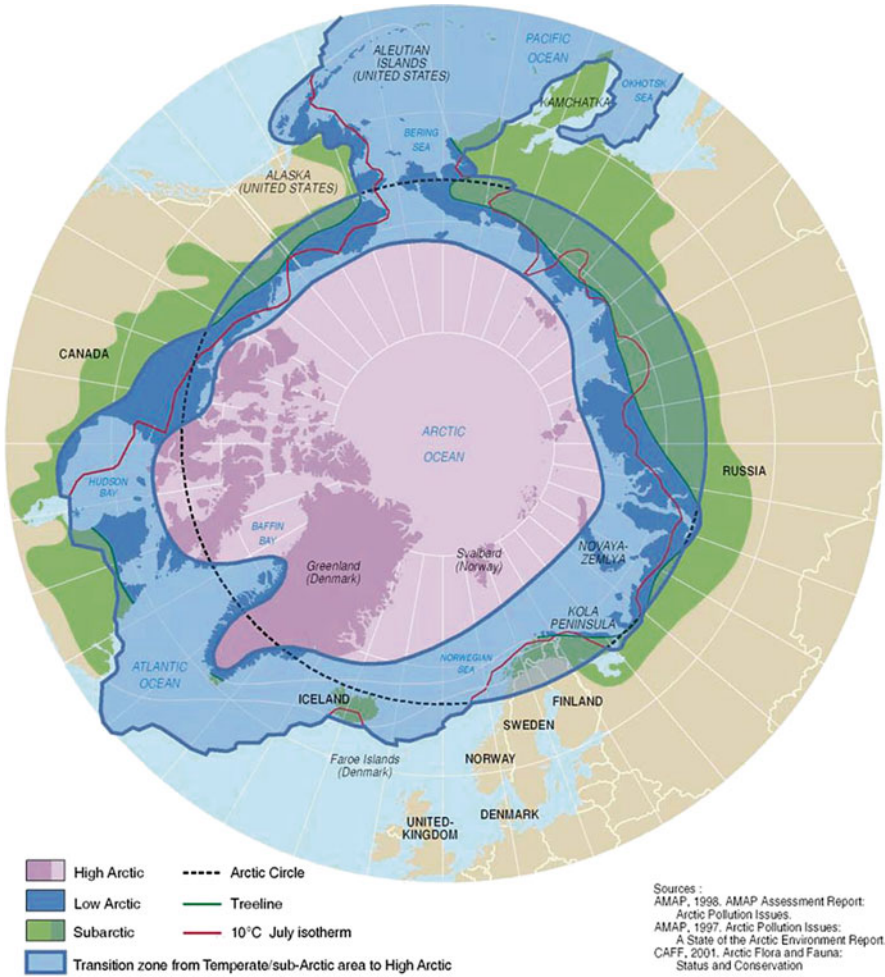 ALEUTIAN
ISLANDS
(UNITED STATES)
PACIFIC
OCEAN
OKHOTSK
SEA
KAMCHATKA
BERING
SEA
ALASKA
(UNITED STATES)
CANADA
ARCTIC
OCEAN
RUSSIA
HUDSON
BAY
BAFFIN
BAY
Greenland
(Denmark)
Svalbard
(Norway)
NOVAYA-
ZEMLYA
KOLA
PENINSULA
ATLANTIC
OCEAN
NORWEGIAN
SEA
ICELAND
FINLAND
SWEDEN
Faroe Islands
(Denmark)
NORWAY
DENMARK
UNITED-
KINGDOM
High Arctic
Low Arctic
Subarctic
Arctic Circle
Treeline
10°C July isotherm
Transition zone from Temperate/sub-Arctic area to High Arctic
Sources :
AMAP, 1998. AMAP Assessment Report:
Arctic Pollution Issues.
AMAP, 1997. Arctic Pollution Issues:
A State of the Arctic Environment Report
CAFF, 2001. Arctic Flora and Fauna:
Status and Conservation